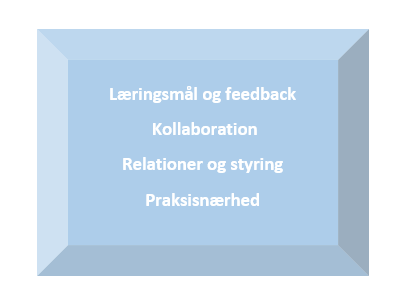 Læringsmål og feedback
Kollaboration
Relationer og styring
Praksisnærhed